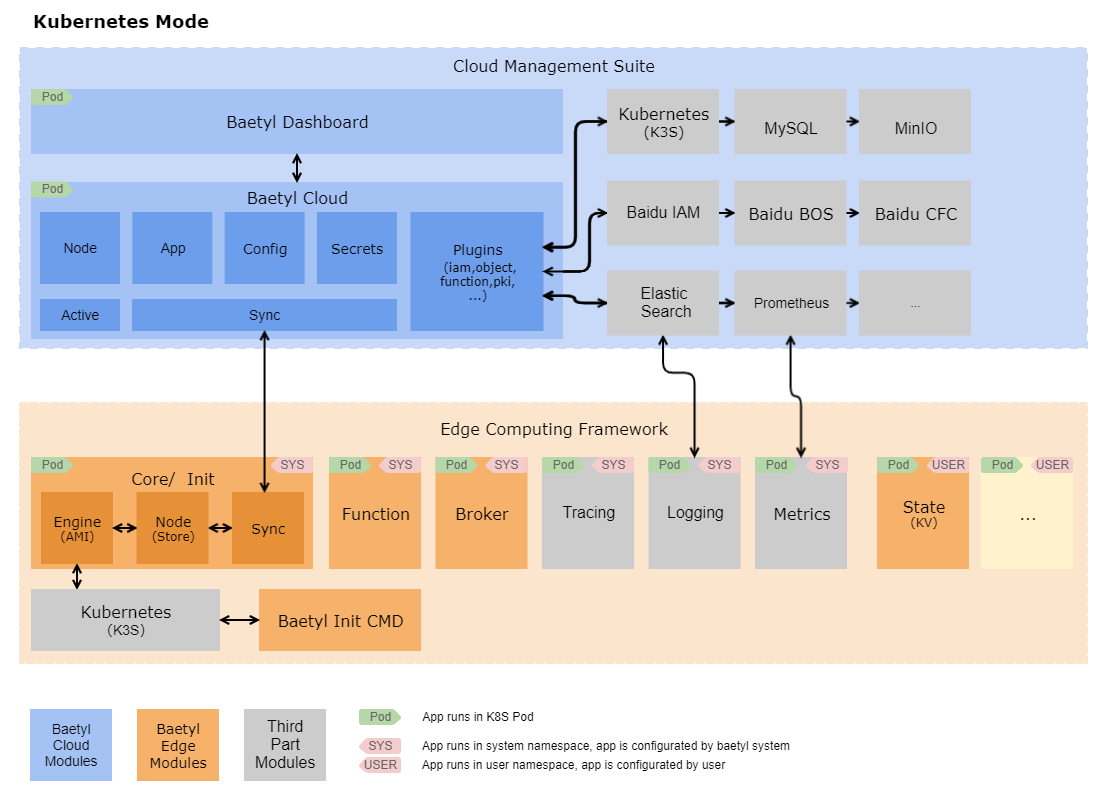 Kubernetes Mode
Cloud Management Suite
Pod
Baetyl Dashboard
Pod
Baetyl Cloud
Node
App
Config
Secrets
Active
Sync
Plugins
(iam,object,
function,pki,
...)
Kubernetes
(K3S)
MySQL
MinIO
Baidu IAM
Baidu BOS
Baidu CFC
Elastic
Search
Prometheus
...
Edge Computing Framework
Pod
SYS
Core/ Init
Engine
(AMI)
Node
(Store)
Sync
Pod
SYS
Function
Pod
SYS
Broker
Pod
SYS
Tracing
Pod
SYS
Logging
Pod
SYS
Metrics
Pod
USER
State
(KV)
Pod
USER
...
Kubernetes
(K3S)
Baetyl Init CMD
Baetyl
Cloud
Modules
Baetyl
Edge
Modules
Third
Part
Modules
Pod
App runs in K8S Pod
SYS
App runs in system namespace, app is configurated by baetyl system
USER
App runs in user namespace, app is configurated by user